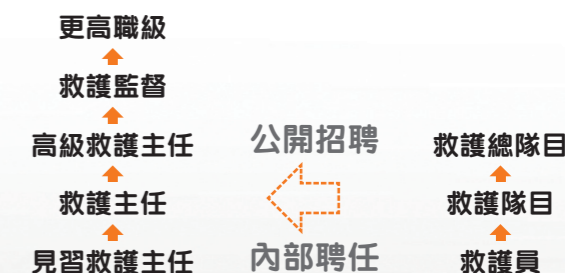 更高職級
救護監督
高級救護主任
救護主任
見習救護主任
公開招聘
內部聘任
救護總隊目
救護隊目
救護員